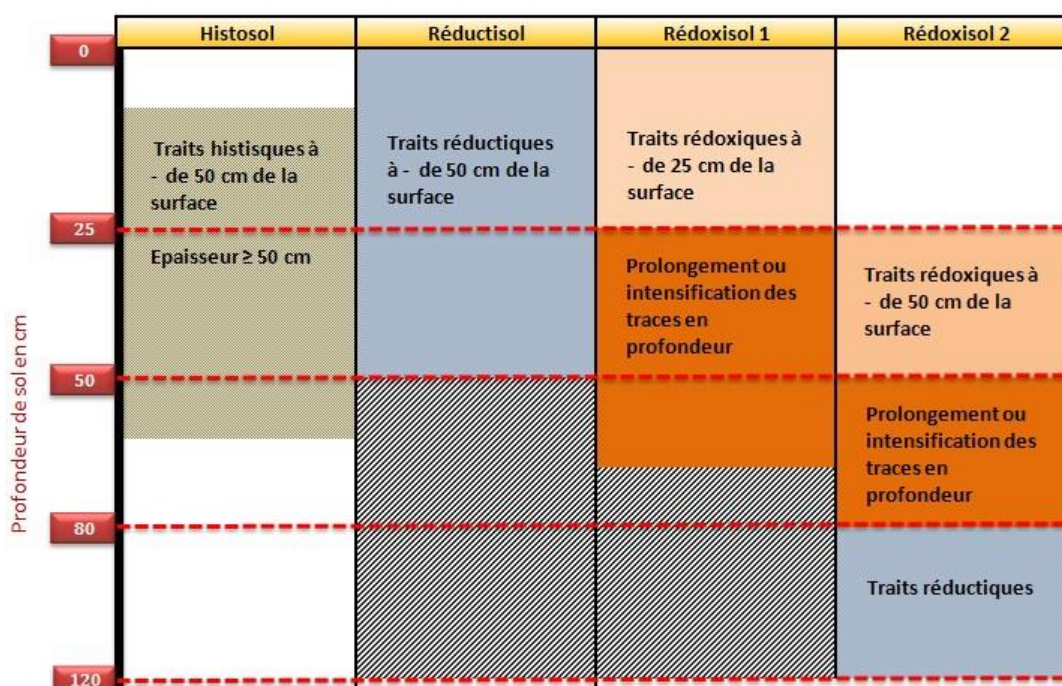 Histosol
Réductisol
Rédoxisol 1
Rédoxisol 2
0
Traits histisques à
- de 50 cm de la
surface
Epaisseur ≥ 50 cm
Traits réductiques
à - de 50 cm de la
surface
Traits rédoxiques à
- de 25 cm de la
surface
25
Prolongement ou
intensification des
traces en
profondeur
Traits rédoxiques à
- de 50 cm de la
surface
50
Prolongement ou
intensification des
traces en
profondeur
80
Traits réductiques
120
Profondeur de sol en cm